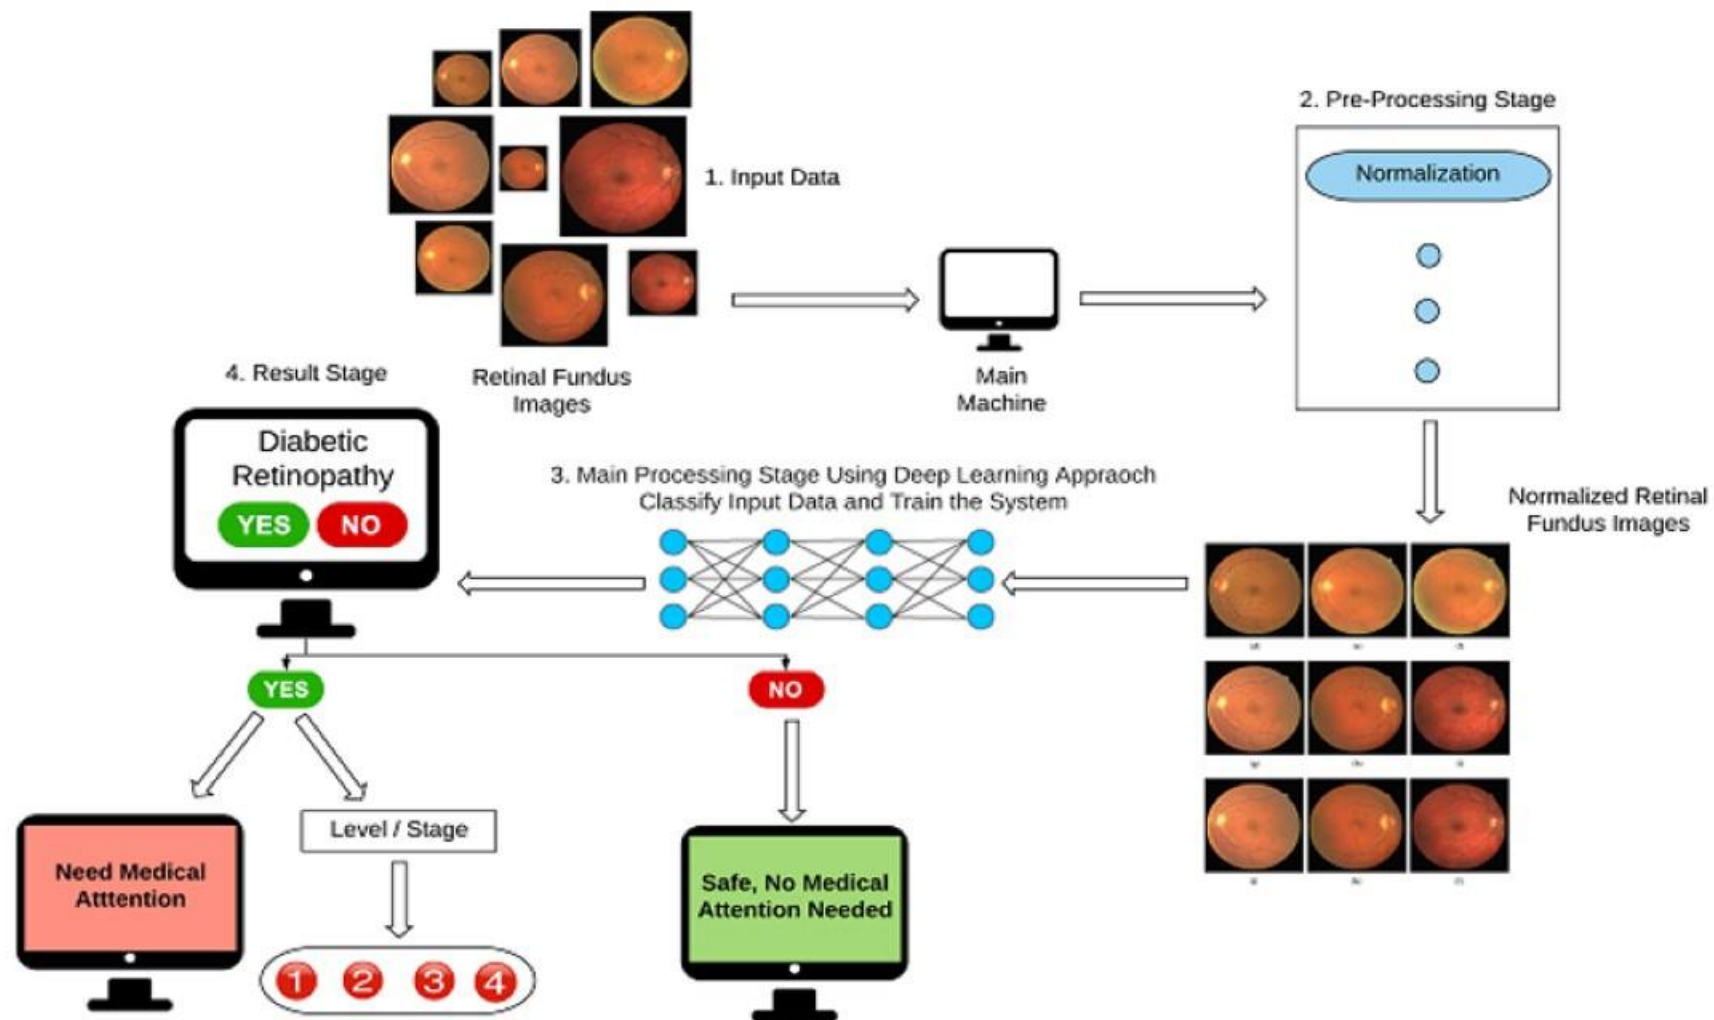 1. Input Data
Retinal Fundus
Images
Main
Machine
2. Pre-Processing Stage
Normalization
Normalized Retinal
Fundus Images
3. Main Processing Stage Using Deep Learning Appraoch
Classify Input Data and Train the System
4. Result Stage
Diabetic
Retinopathy
YES NO
YES
NO
Need Medical
Atttention
Level / Stage
1 2 3 4
Safe, No Medical
Attention Needed